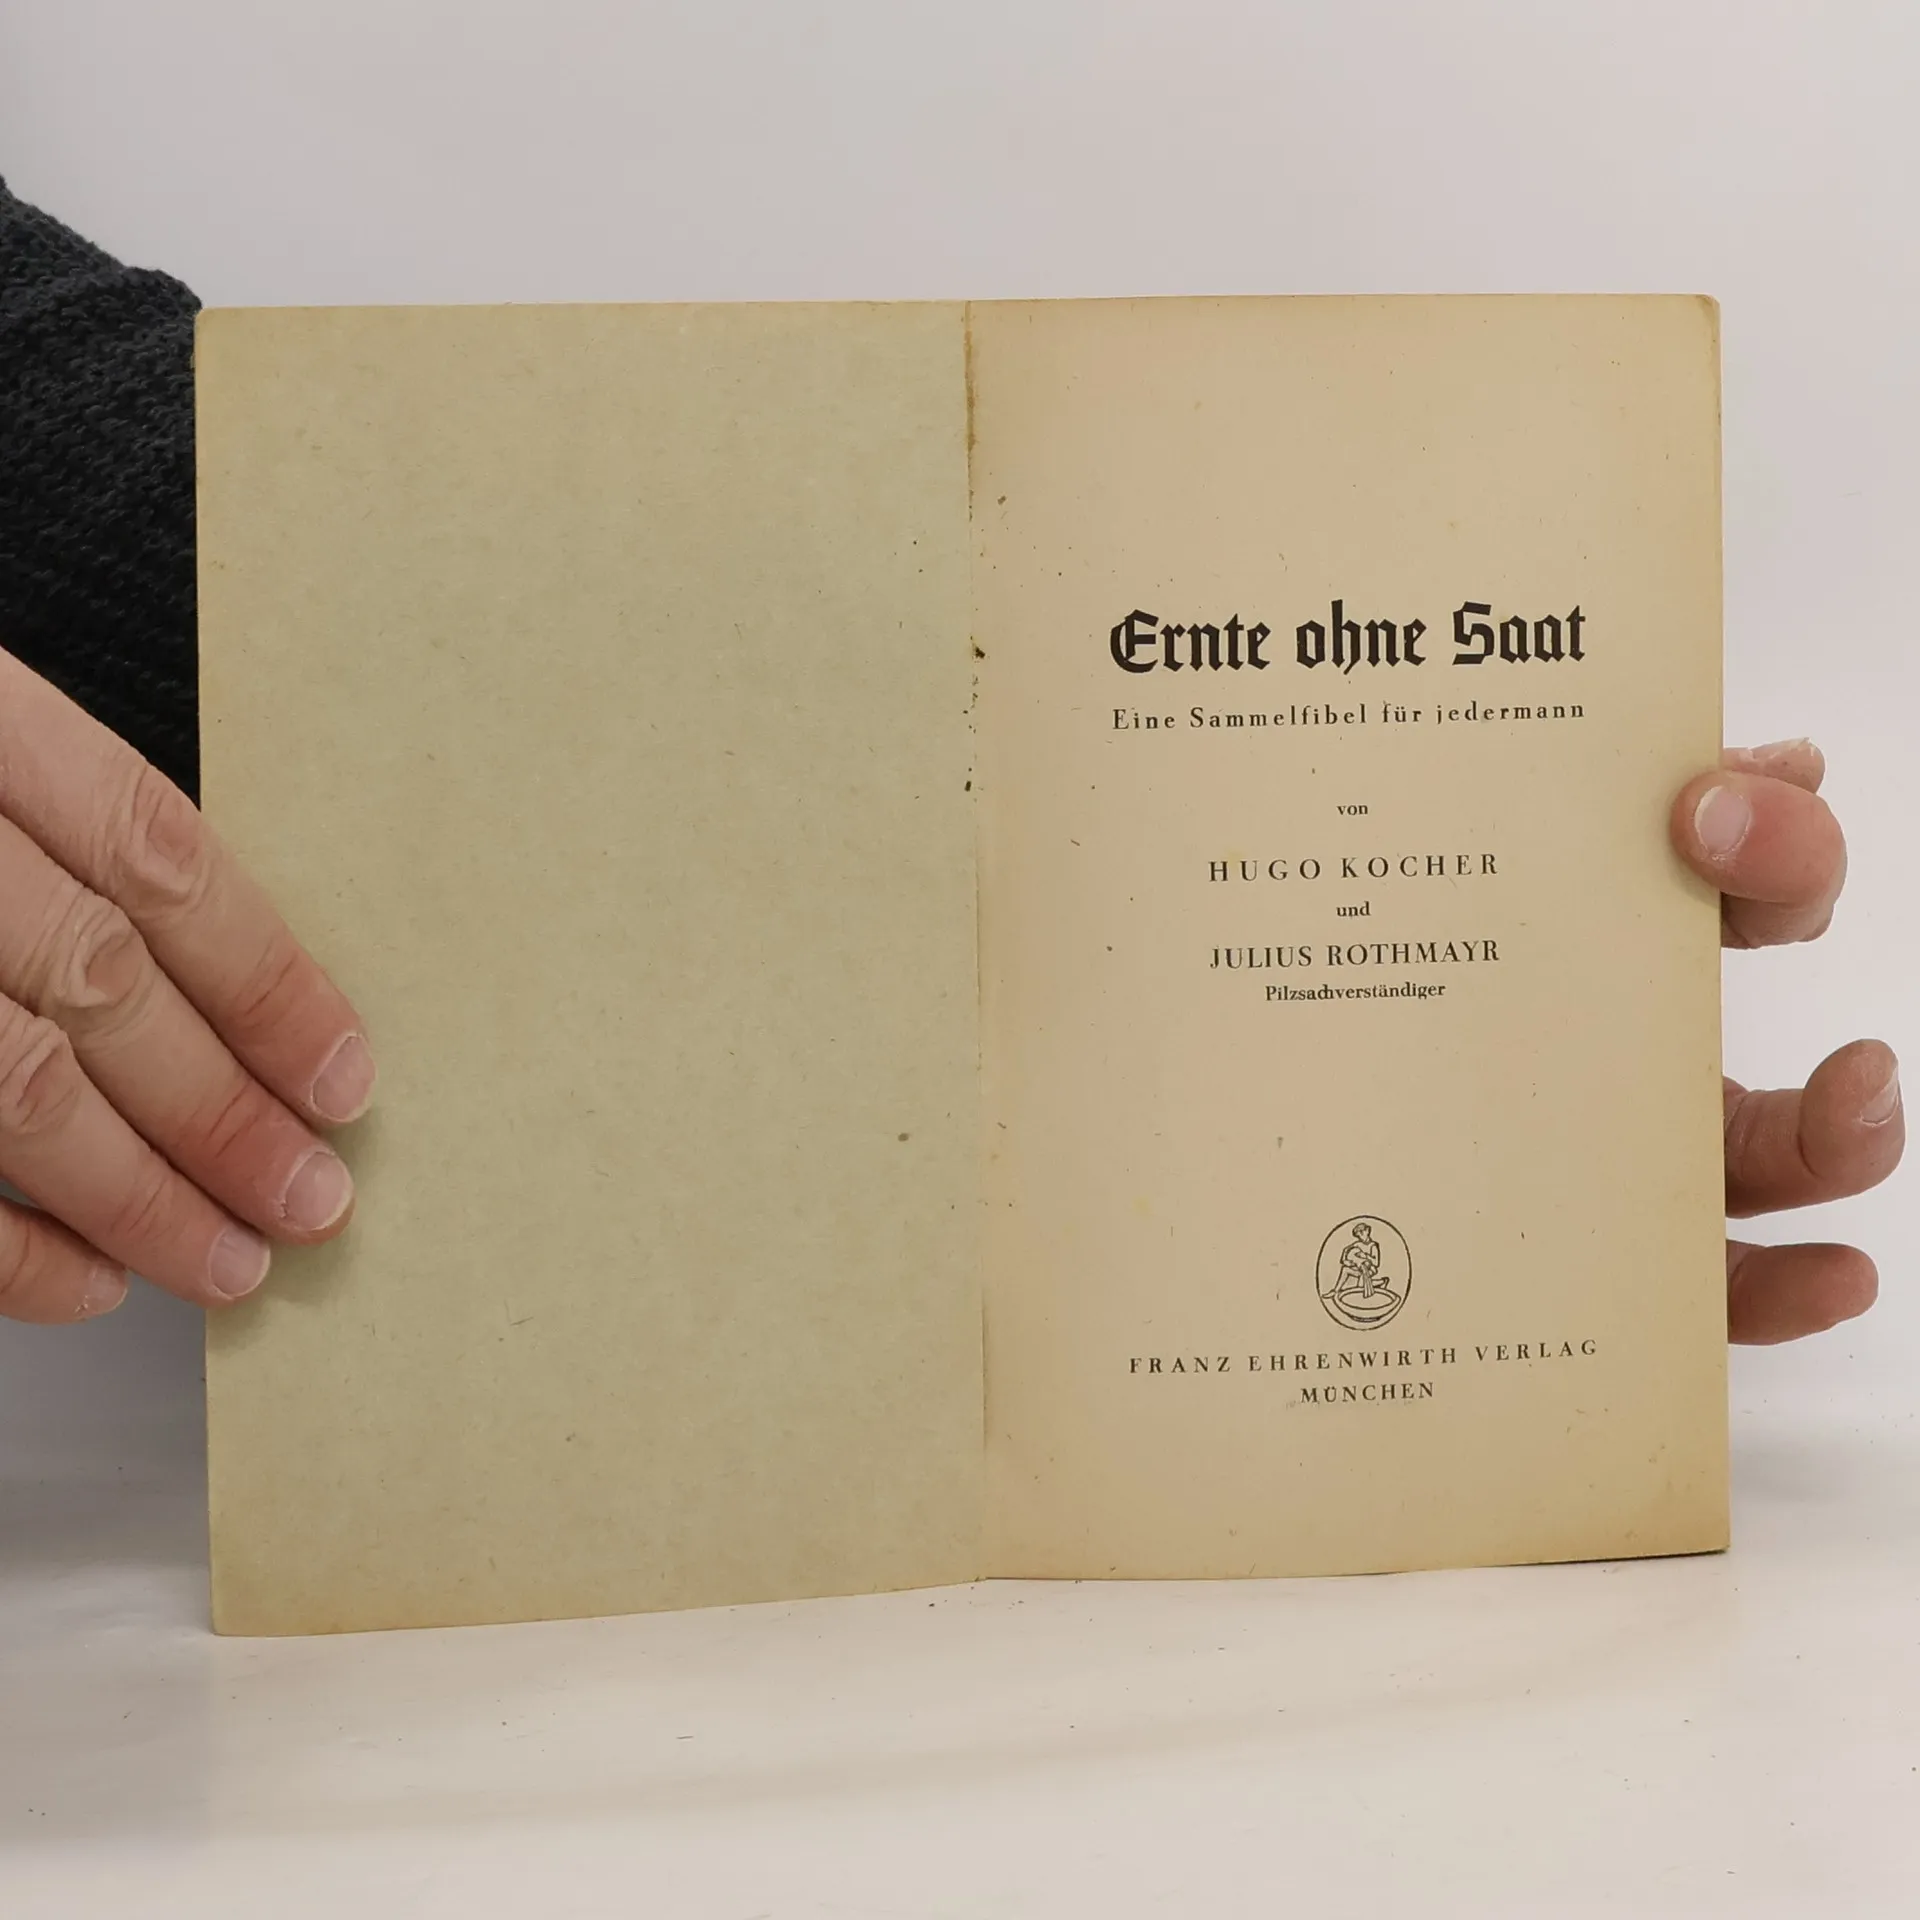 Ernte ohne Saat
Eine Sammelfibel für jedermann
von
HUGO KOCHER
und
JULIUS ROTHMAYR
Pilzsachverständiger
FRANZ EHRENWIRTH VERLAG
MÜNCHEN